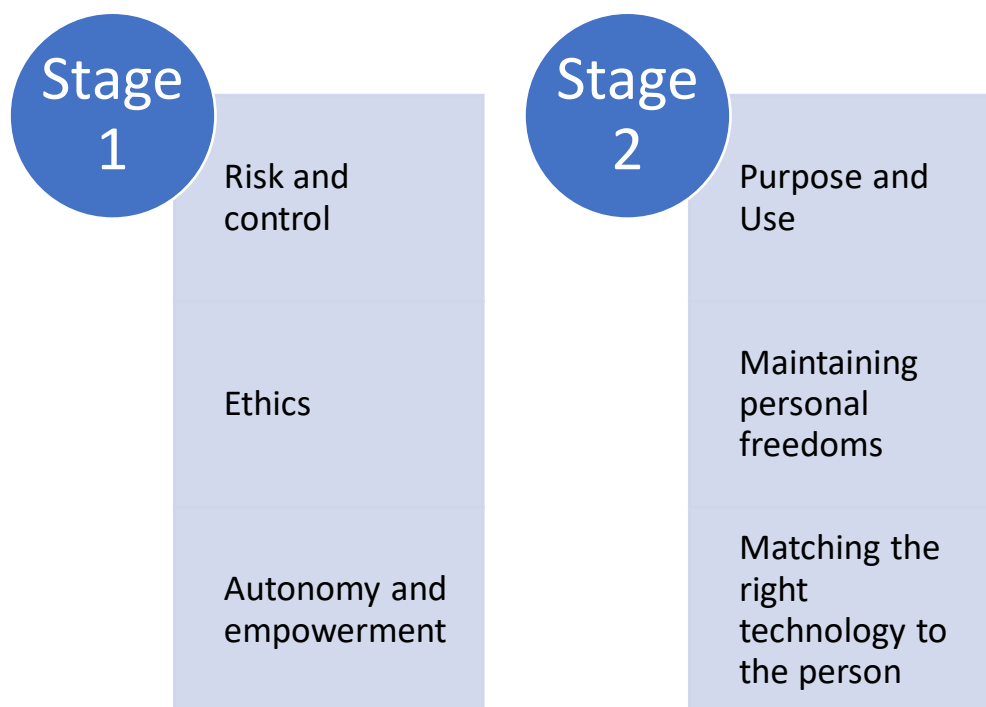 Stage
1
Risk and
control
Ethics
Autonomy and
empowerment
Stage
2
Purpose and
Use
Maintaining
personal
freedoms
Matching the
right
technology to
the person